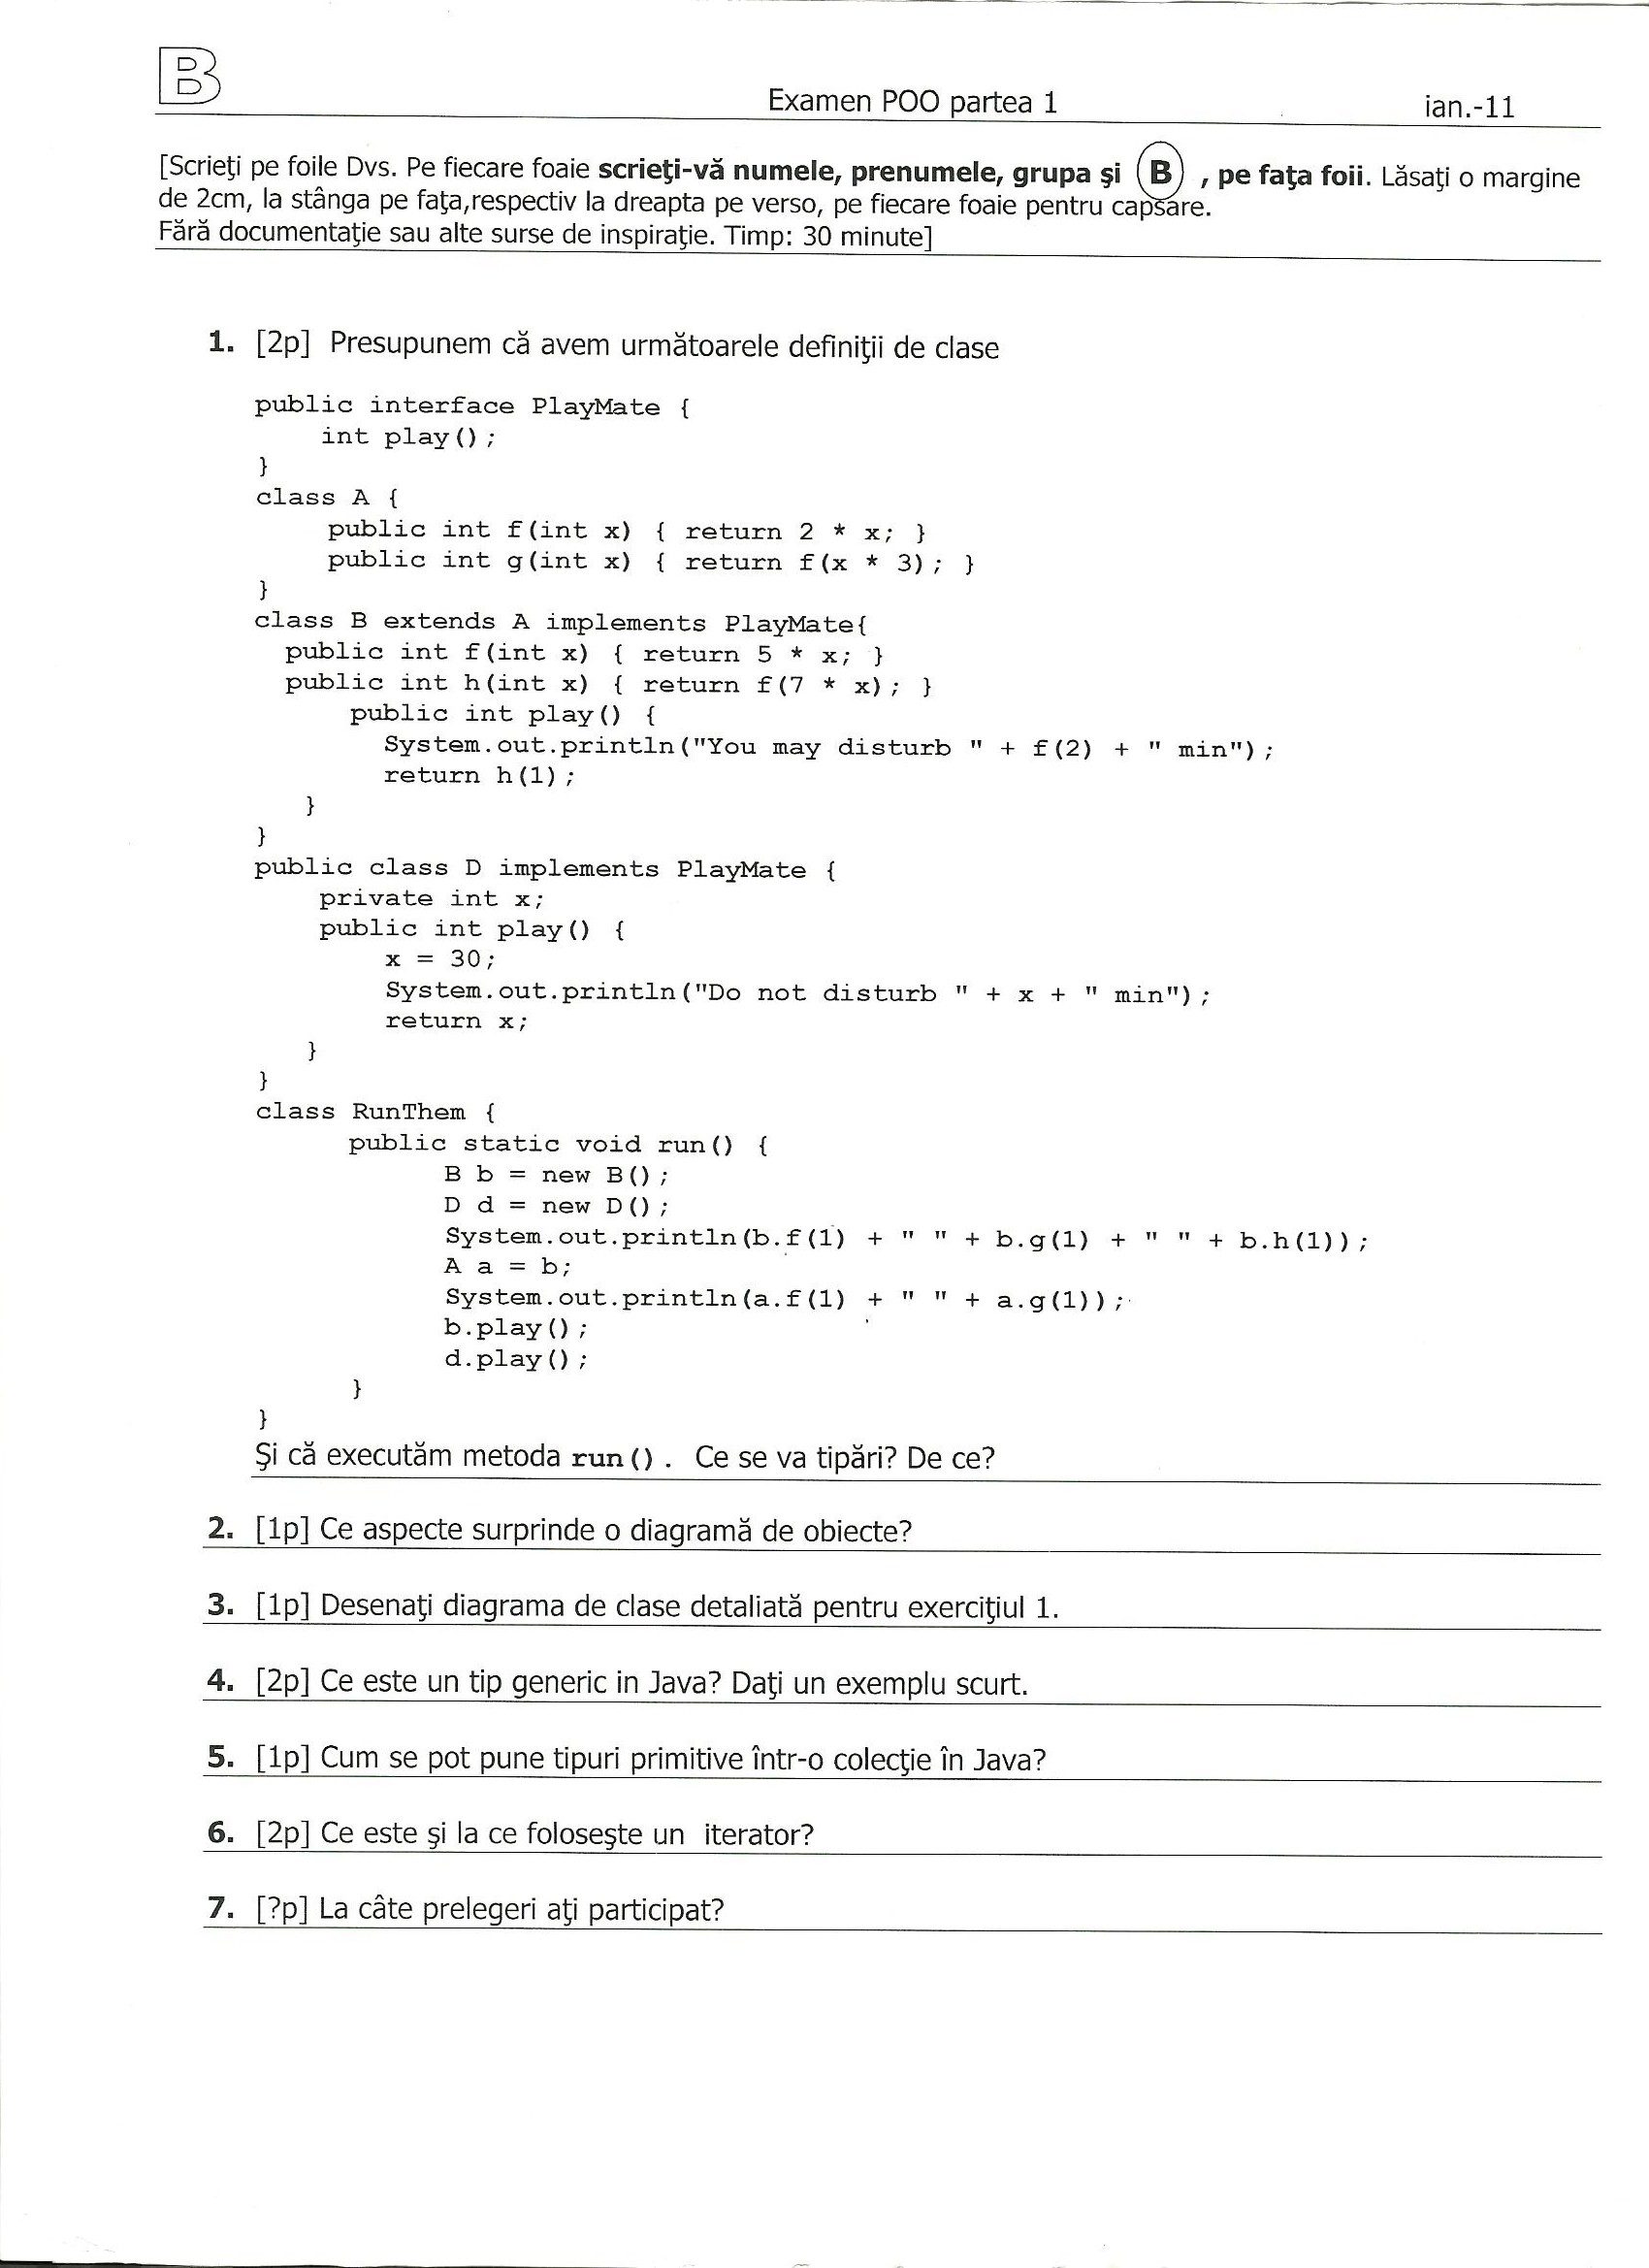 B
Examen POO partea 1 ian.-11
[Scrieţi pe foile Dvs. Pe fiecare foaie scrieţi-vă numele, prenumele, grupa şi B , pe faţa foii. Lăsaţi o margine
de 2cm, la stânga pe faţa,respectiv la dreapta pe verso, pe fiecare foaie pentru capsare.
Fără documentaţie sau alte surse de inspiraţie. Timp: 30 minute]
1. [2p] Presupunem că avem următoarele definiţii de clase
public interface PlayMate {
int play();
}
class A {
public int f(int x) { return 2 * x; }
public int g(int x) { return f(x * 3); }
}
class B extends A implements PlayMate{
public int f(int x) { return 5 * x; }
public int h(int x) { return f(7 * x); }
public int play() {
System.out.println("You may disturb " + f(2) + " min");
return h(1);
}
}
public class D implements PlayMate {
private int x;
public int play() {
x = 30;
System.out.println("Do not disturb " + x + " min");
return x;
}
}
class RunThem {
public static void run() {
B b = new B();
D d = new D();
System.out.println(b.f(1) + " " + b.g(1) + " " + b.h(1));
A a = b;
System.out.println(a.f(1) + " " + a.g(1));
b.play();
d.play();
}
}
Şi că executăm metoda run(). Ce se va tipări? De ce?
2. [1p] Ce aspecte surprinde o diagramă de obiecte?
3. [1p] Desenaţi diagrama de clase detaliată pentru exerciţiul 1.
4. [2p] Ce este un tip generic in Java? Daţi un exemplu scurt.
5. [1p] Cum se pot pune tipuri primitive într-o colecţie în Java?
6. [2p] Ce este şi la ce foloseşte un iterator?
7. [?p] La câte prelegeri aţi participat?